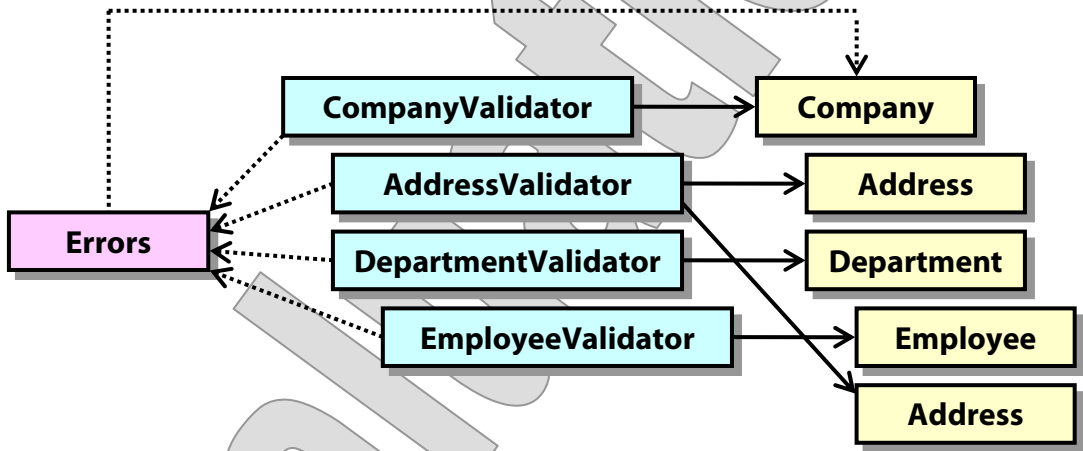 CompanyValidator
Company
AddressValidator
Address
Errors
DepartmentValidator
Department
EmployeeValidator
Employee
Address